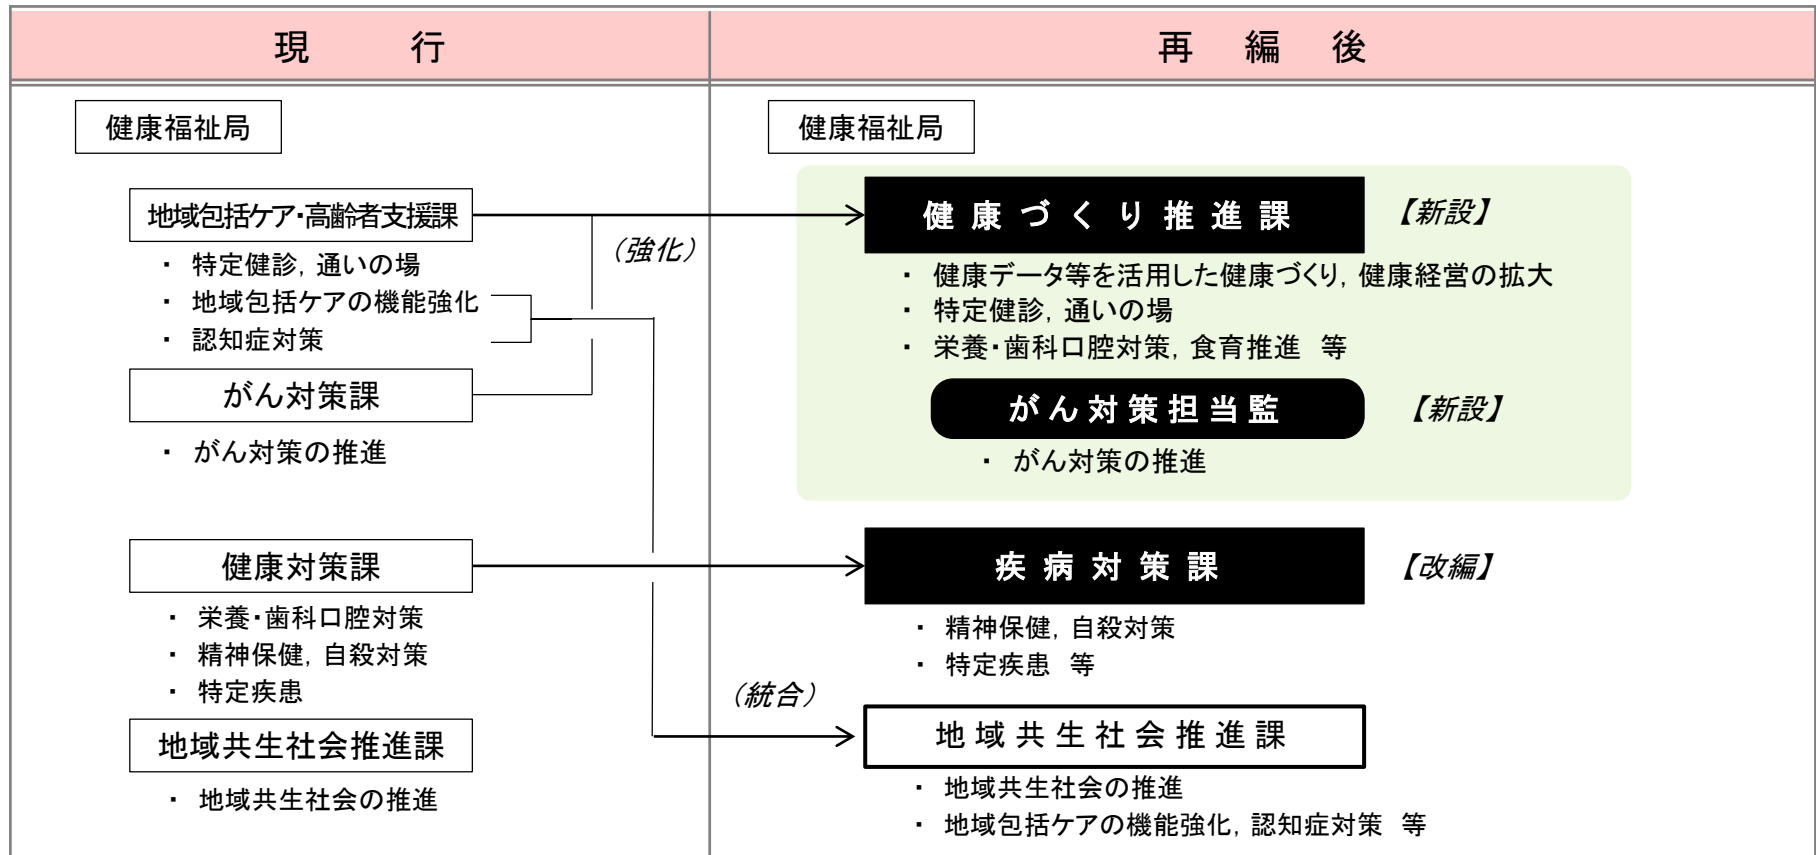 現　行
健康福祉局
地域包括ケア・高齢者支援課
・ 特定健診，通いの場
・ 地域包括ケアの機能強化
・ 認知症対策
がん対策課
・ がん対策の推進
健康対策課
・ 栄養・歯科口腔対策
・ 精神保健，自殺対策
・ 特定疾患
地域共生社会推進課
・ 地域共生社会の推進
（強化）
（統合）
再　編　後
健康福祉局
健康づくり推進課
【新設】
・ 健康データ等を活用した健康づくり，健康経営の拡大
・ 特定健診，通いの場
・ 栄養・歯科口腔対策，食育推進　等
がん対策担当監
【新設】
・ がん対策の推進
疾病対策課
【改編】
・ 精神保健，自殺対策
・ 特定疾患　等
地域共生社会推進課
・ 地域共生社会の推進
・ 地域包括ケアの機能強化，認知症対策　等